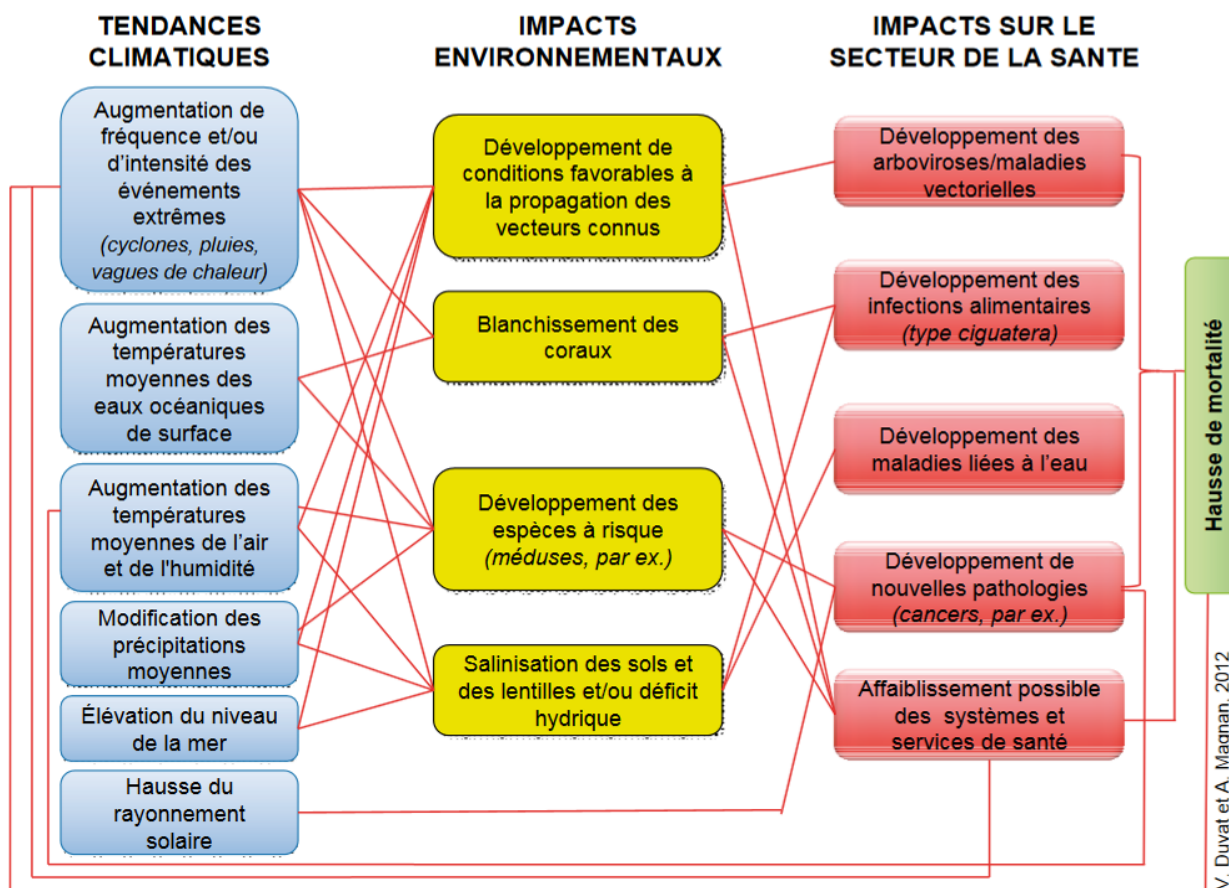 TENDANCES
CLIMATIQUES
Augmentation de
fréquence et/ou
d'intensité des
événements
extrêmes
(cyclones, pluies,
vagues de chaleur)
Augmentation des
températures
moyennes des
eaux océaniques
de surface
Augmentation des
températures
moyennes de l'air
et de l'humidité
Modification des
précipitations
moyennes
Élévation du niveau
de la mer
Hausse du
rayonnement
solaire
IMPACTS
ENVIRONNEMENTAUX
Développement de
conditions favorables à
la propagation des
vecteurs connus
Blanchissement des
coraux
Développement des
espèces à risque
(méduses, par ex.)
Salinisation des sols et
des lentilles et/ou déficit
hydrique
IMPACTS SUR LE
SECTEUR DE LA SANTE
Développement des
arboviroses/maladies
vectorielles
Développement des
infections alimentaires
(type ciguatera)
Développement des
maladies liées à l'eau
Développement de
nouvelles pathologies
(cancers, par ex.)
Affaiblissement possible
des systèmes et
services de santé
Hausse de mortalité
V. Duvat et A. Magnan, 2012